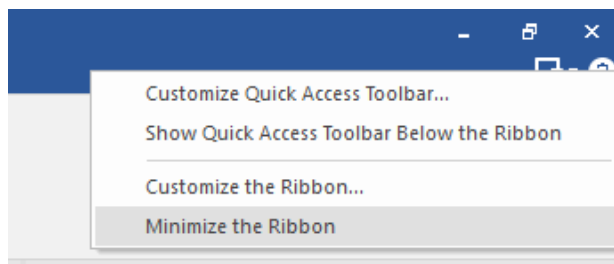 Customize Quick Access Toolbar...
Show Quick Access Toolbar Below the Ribbon
Customize the Ribbon...
Minimize the Ribbon